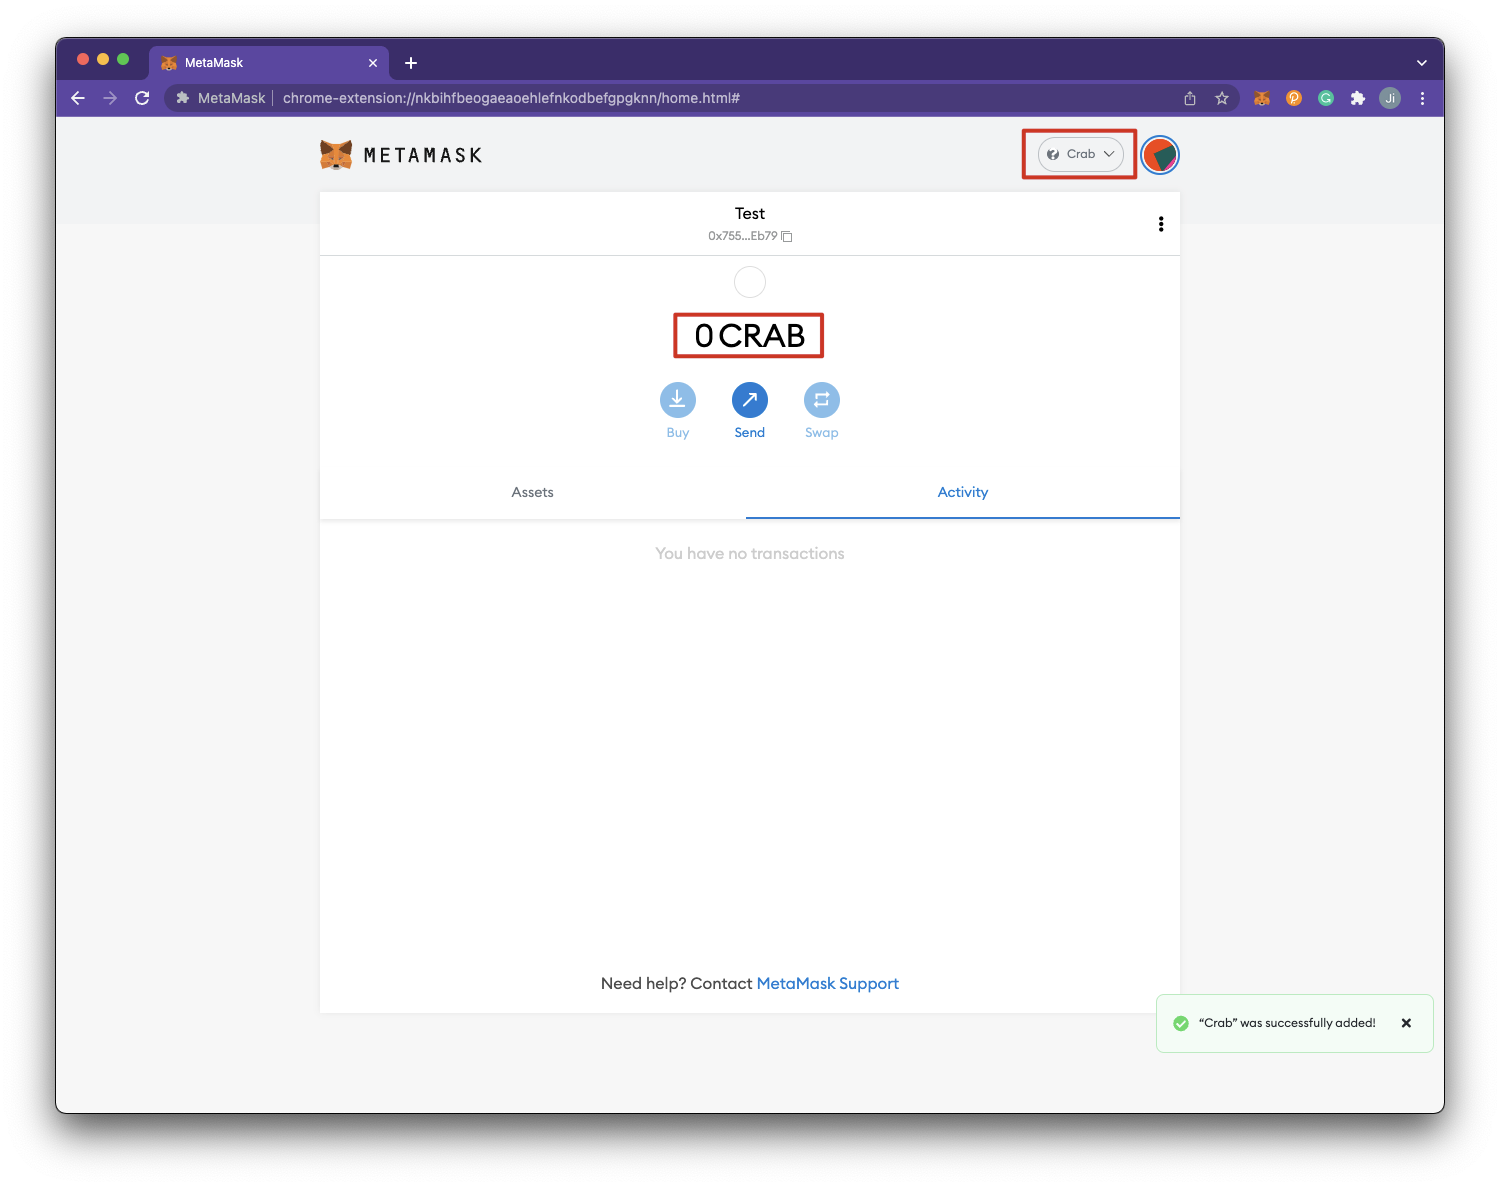 MetaMask
MetaMask chrome-extension://nkbihfbeogaeaoehlefnkodbefgpgknn/home.html#
Ji
METAMASK
Crab
Test
0x755...Eb79
0 CRAB
Buy Send Swap
Assets Activity
You have no transactions
Need help? Contact MetaMask Support
“Crab” was successfully added!